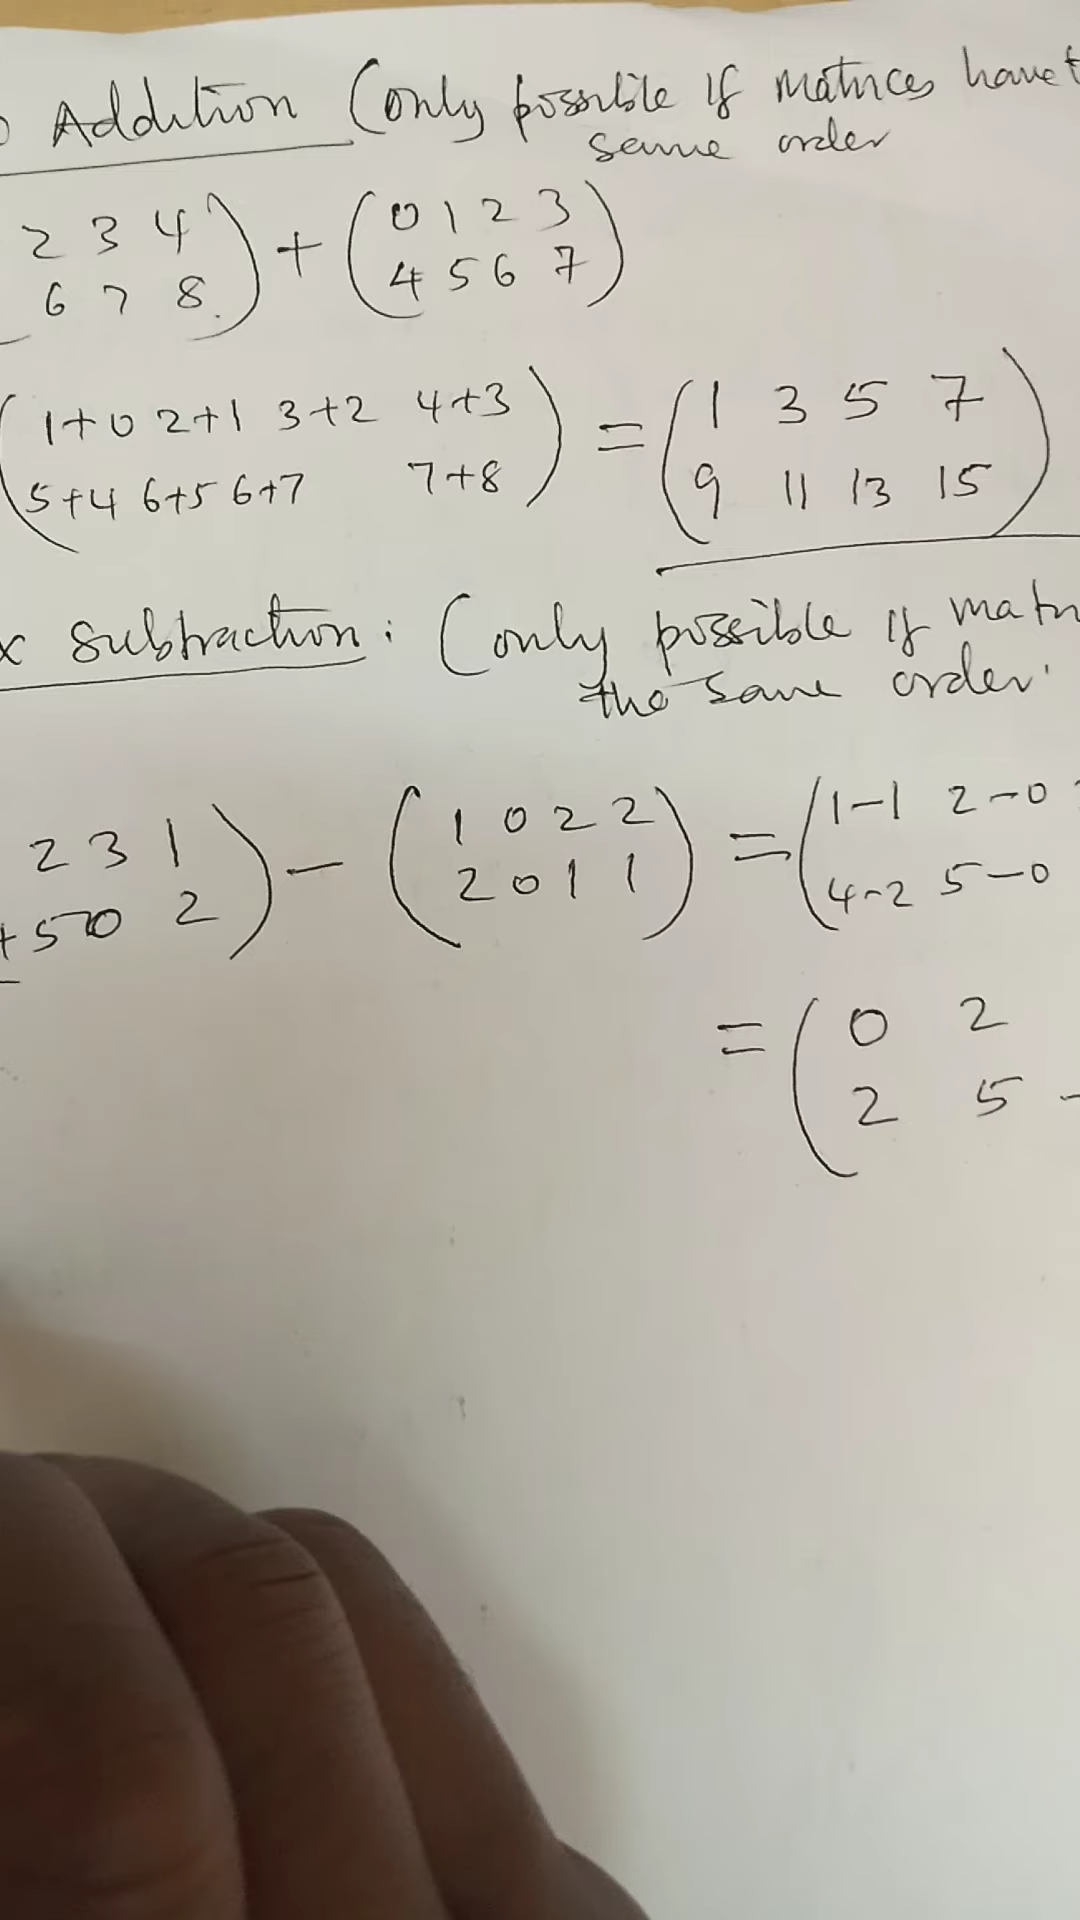 Addition (only possible if matrices have
same order
2 3 4 ) + ( 0 1 2 3 )
6 7 8 4 5 6 7
( 1+0 2+1 3+2 4+3 ) = ( 1 3 5 7 )
5+4 6+5 6+7 7+8 9 11 13 15
x subtraction: (only possible if matr
the same order.
2 3 1 ) - ( 1 0 2 2 ) = ( 1-1 2-0
5 0 2 2 0 1 1 4-2 5-0
= ( 0 2
2 5 -